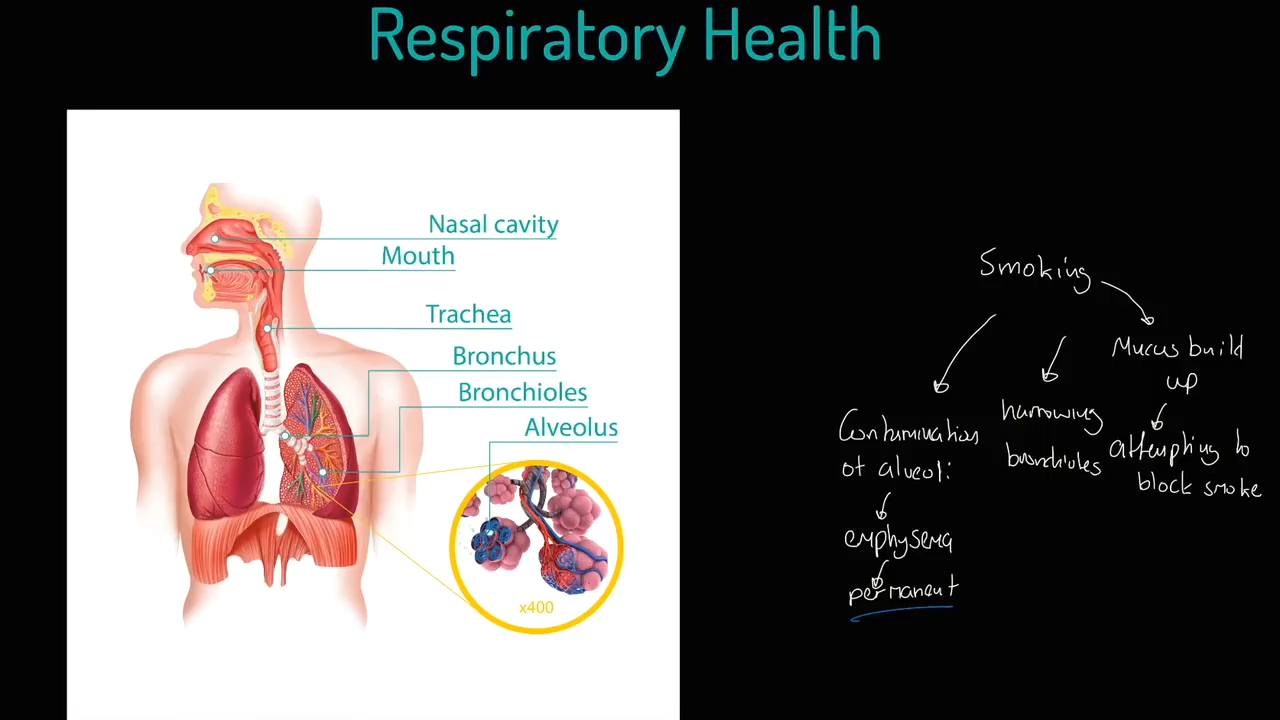 Respiratory Health
Nasal cavity
Mouth
Trachea
Bronchus
Bronchioles
Alveolus
x400
Smoking
Contamination
of alveoli
emphysema
permanent
narrowing
bronchioles
Mucus build
up
attempting to
block smoke